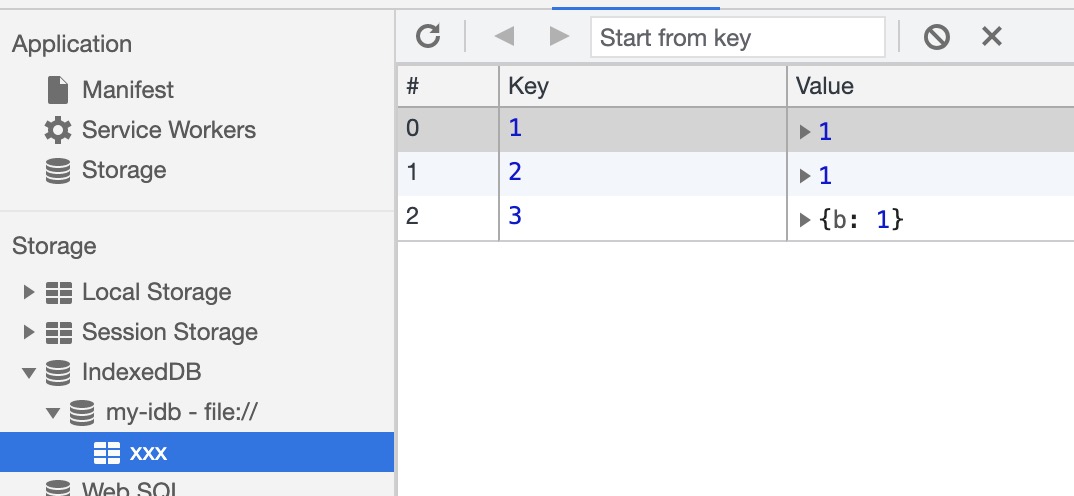 Application
Manifest
Service Workers
Storage
Storage
Local Storage
Session Storage
IndexedDB
my-idb - file://
xxx
Web SQL
Start from key
# Key Value
0 1 1
1 2 1
2 3 {b: 1}